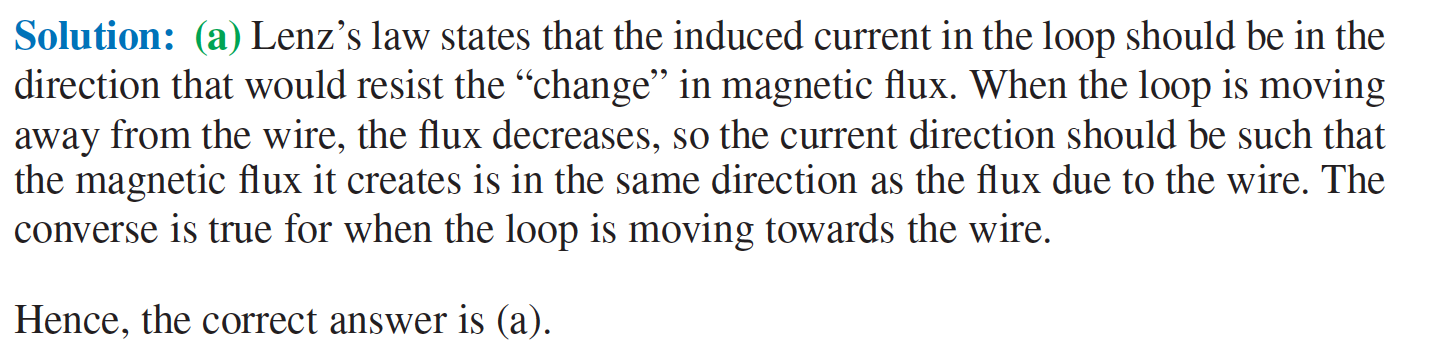 Solution: (a) Lenz’s law states that the induced current in the loop should be in the
direction that would resist the “change” in magnetic flux. When the loop is moving
away from the wire, the flux decreases, so the current direction should be such that
the magnetic flux it creates is in the same direction as the flux due to the wire. The
converse is true for when the loop is moving towards the wire.
Hence, the correct answer is (a).